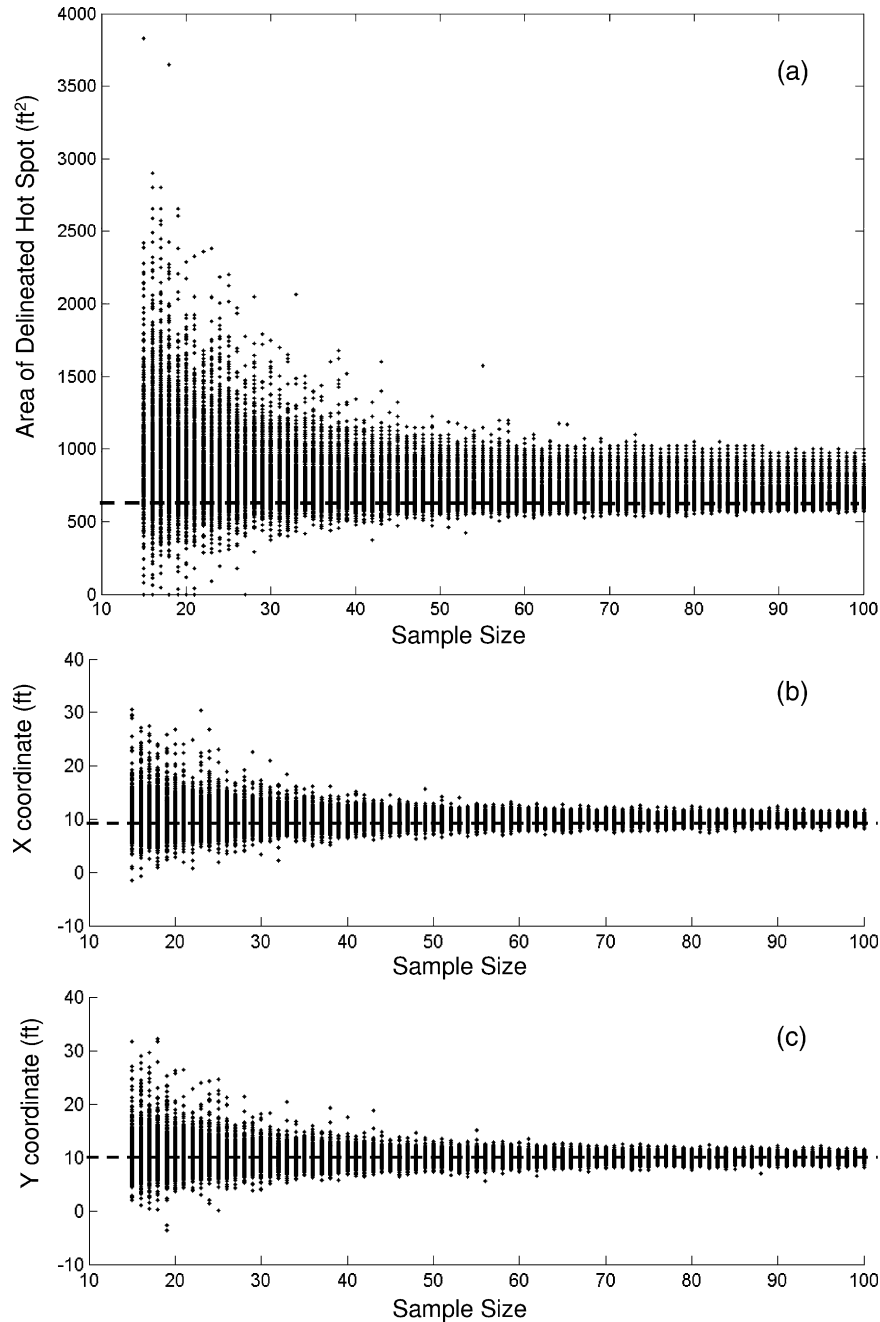 4000
(a)
3500
3000
2500
2000
1500
1000
500
0
Area of Delineated Hot Spot (ft²)
10 20 30 40 50 60 70 80 90 100
Sample Size
40
(b)
30
20
10
0
-10
X coordinate (ft)
10 20 30 40 50 60 70 80 90 100
Sample Size
40
(c)
30
20
10
0
-10
Y coordinate (ft)
10 20 30 40 50 60 70 80 90 100
Sample Size